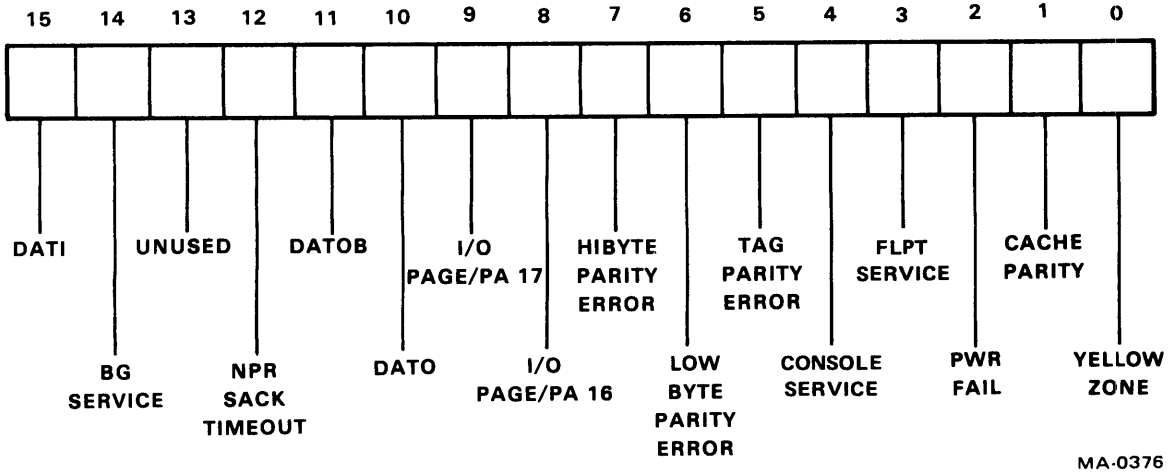 15 14 13 12 11 10 9 8 7 6 5 4 3 2 1 0
DATI
UNUSED
DATOB
I/O
PAGE/PA 17
HIBYTE
PARITY
ERROR
TAG
PARITY
ERROR
FLPT
SERVICE
CACHE
PARITY
BG
SERVICE
NPR
SACK
TIMEOUT
DATO
I/O
PAGE/PA 16
LOW
BYTE
PARITY
ERROR
CONSOLE
SERVICE
PWR
FAIL
YELLOW
ZONE
MA-0376